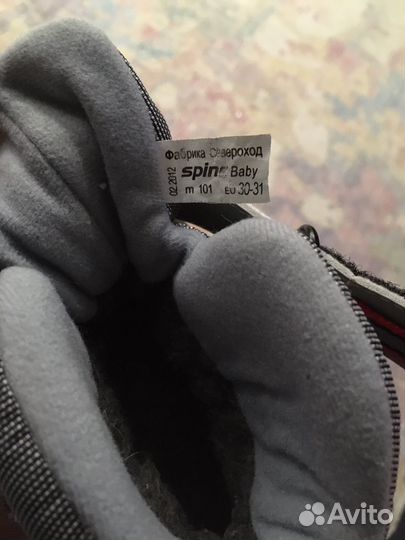 Фабрика Североход
02.2012
spine Baby
m 101 EU 30-31
Avito